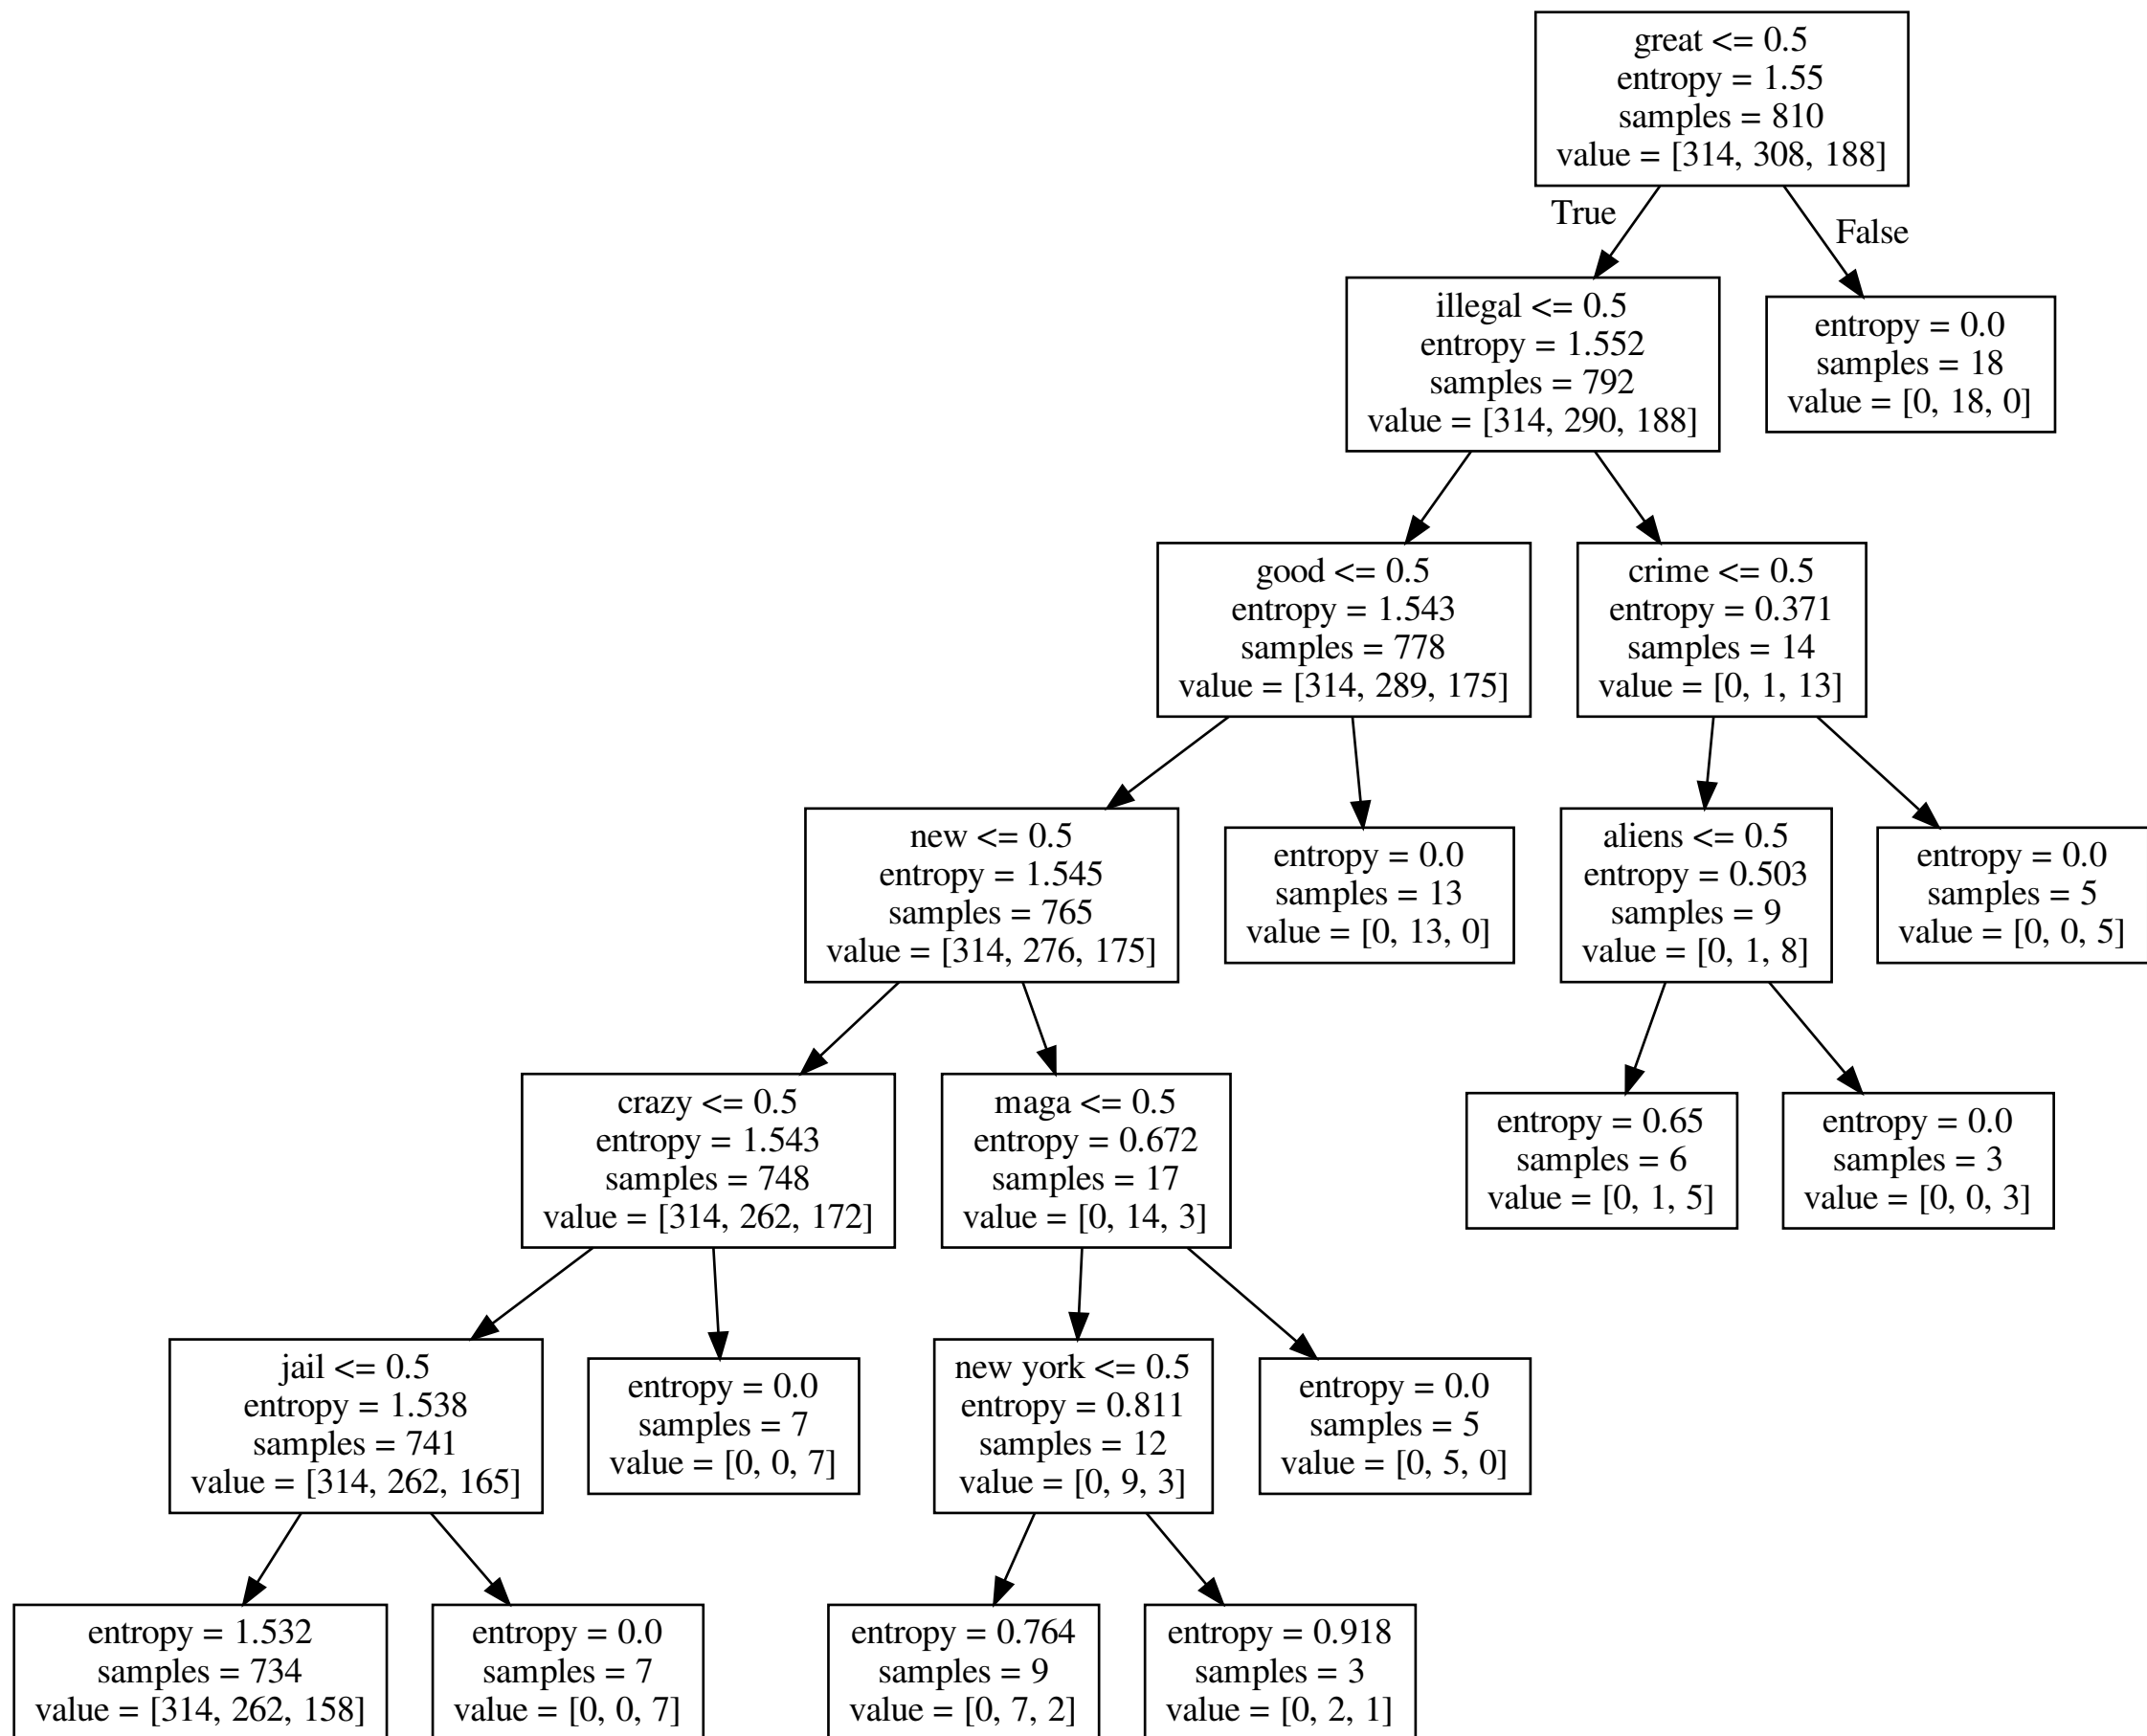 great <= 0.5
entropy = 1.55
samples = 810
value = [314, 308, 188]
True
False
illegal <= 0.5
entropy = 1.552
samples = 792
value = [314, 290, 188]
entropy = 0.0
samples = 18
value = [0, 18, 0]
good <= 0.5
entropy = 1.543
samples = 778
value = [314, 289, 175]
crime <= 0.5
entropy = 0.371
samples = 14
value = [0, 1, 13]
new <= 0.5
entropy = 1.545
samples = 765
value = [314, 276, 175]
entropy = 0.0
samples = 13
value = [0, 13, 0]
aliens <= 0.5
entropy = 0.503
samples = 9
value = [0, 1, 8]
entropy = 0.0
samples = 5
value = [0, 0, 5]
crazy <= 0.5
entropy = 1.543
samples = 748
value = [314, 262, 172]
maga <= 0.5
entropy = 0.672
samples = 17
value = [0, 14, 3]
entropy = 0.65
samples = 6
value = [0, 1, 5]
entropy = 0.0
samples = 3
value = [0, 0, 3]
jail <= 0.5
entropy = 1.538
samples = 741
value = [314, 262, 165]
entropy = 0.0
samples = 7
value = [0, 0, 7]
new york <= 0.5
entropy = 0.811
samples = 12
value = [0, 9, 3]
entropy = 0.0
samples = 5
value = [0, 5, 0]
entropy = 1.532
samples = 734
value = [314, 262, 158]
entropy = 0.0
samples = 7
value = [0, 0, 7]
entropy = 0.764
samples = 9
value = [0, 7, 2]
entropy = 0.918
samples = 3
value = [0, 2, 1]